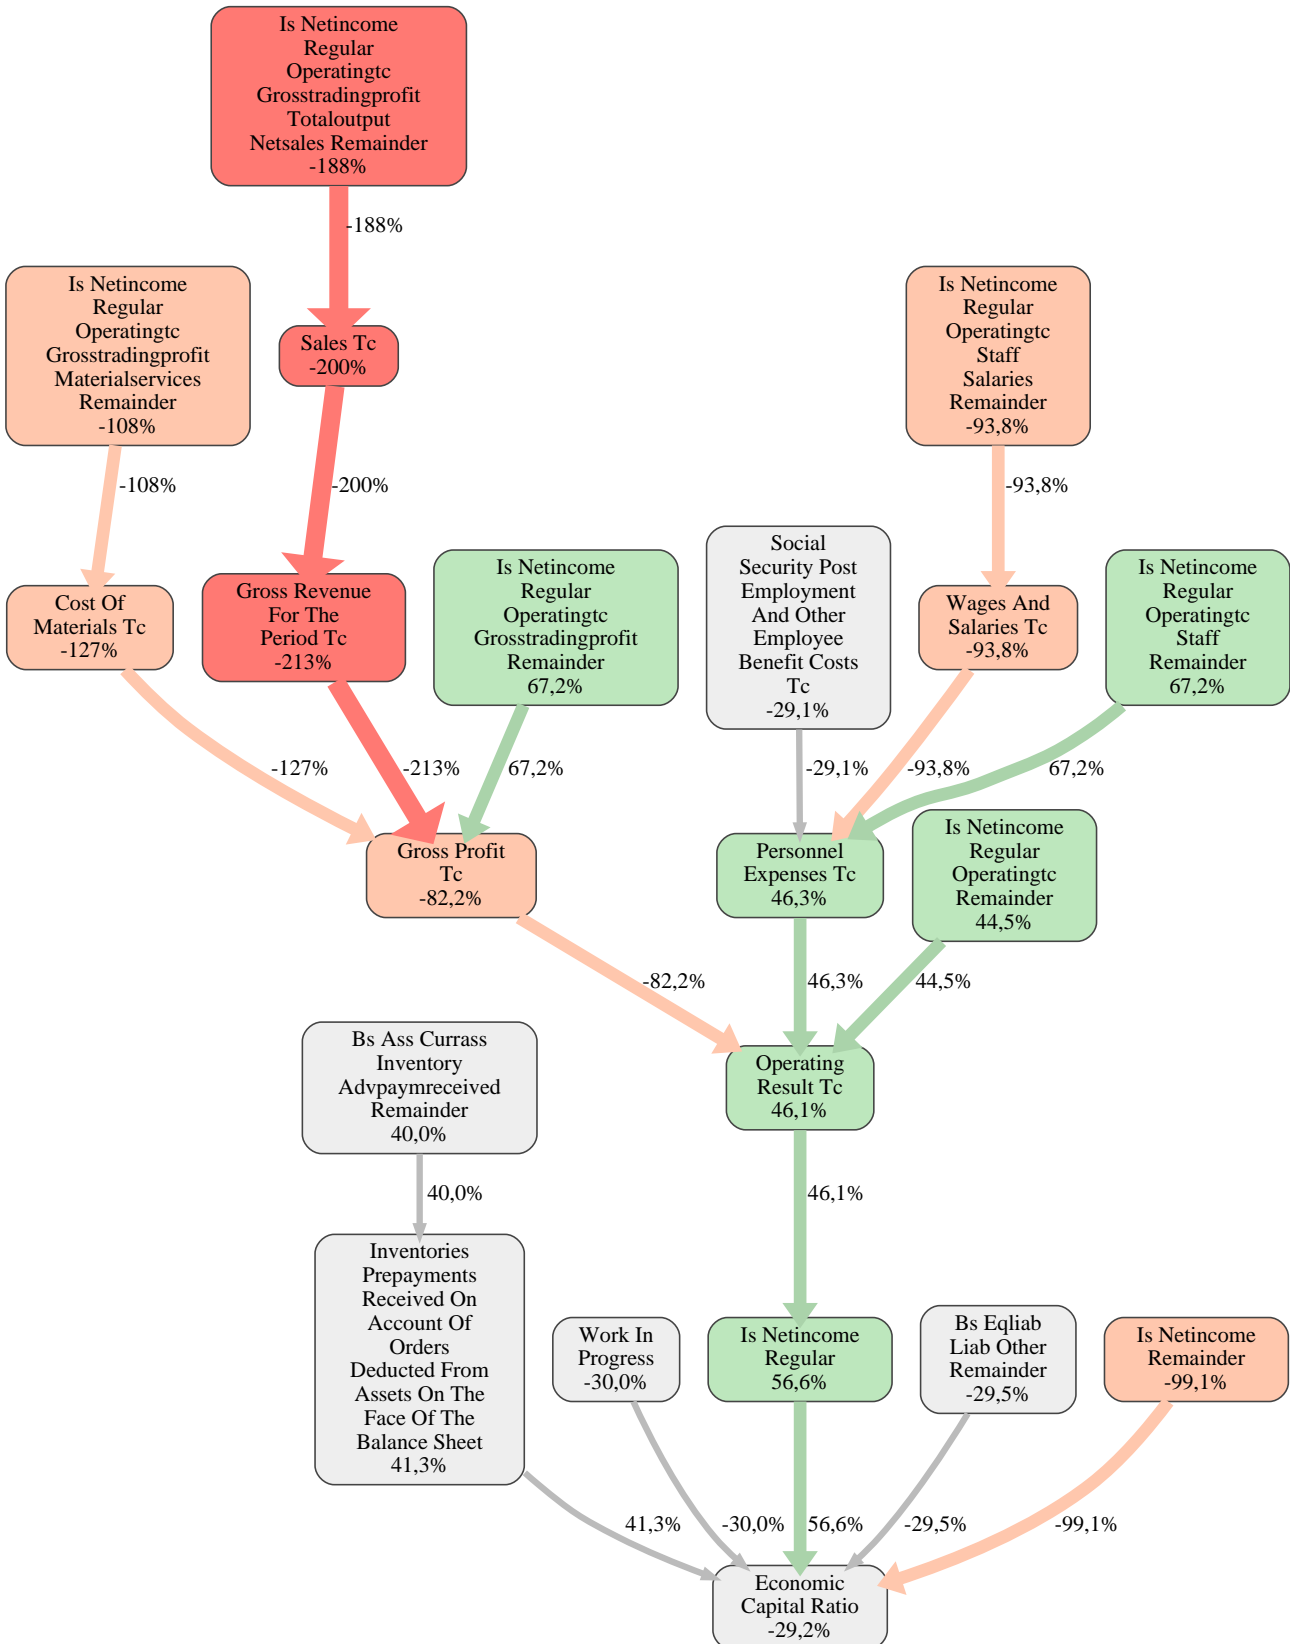 Is Netincome
Regular
Operatingtc
Grosstradingprofit
Totaloutput
Netsales Remainder
-188%
-188%
Is Netincome
Regular
Operatingtc
Grosstradingprofit
Materialservices
Remainder
-108%
Sales Tc
-200%
Is Netincome
Regular
Operatingtc
Staff
Salaries
Remainder
-93,8%
-108%
-200%
-93,8%
Cost Of
Materials Tc
-127%
Gross Revenue
For The
Period Tc
-213%
Is Netincome
Regular
Operatingtc
Grosstradingprofit
Remainder
67,2%
Social
Security Post
Employment
And Other
Employee
Benefit Costs
Tc
-29,1%
Wages And
Salaries Tc
-93,8%
Is Netincome
Regular
Operatingtc
Staff
Remainder
67,2%
-127%
-213%
67,2%
-29,1%
-93,8%
67,2%
Gross Profit
Tc
-82,2%
Personnel
Expenses Tc
46,3%
Is Netincome
Regular
Operatingtc
Remainder
44,5%
-82,2%
46,3%
44,5%
Bs Ass Currass
Inventory
Advpaymreceived
Remainder
40,0%
Operating
Result Tc
46,1%
40,0%
46,1%
Inventories
Prepayments
Received On
Account Of
Orders
Deducted From
Assets On The
Face Of The
Balance Sheet
41,3%
Work In
Progress
-30,0%
Is Netincome
Regular
56,6%
Bs Eqliab
Liab Other
Remainder
-29,5%
Is Netincome
Remainder
-99,1%
41,3%
-30,0%
56,6%
-29,5%
-99,1%
Economic
Capital Ratio
-29,2%